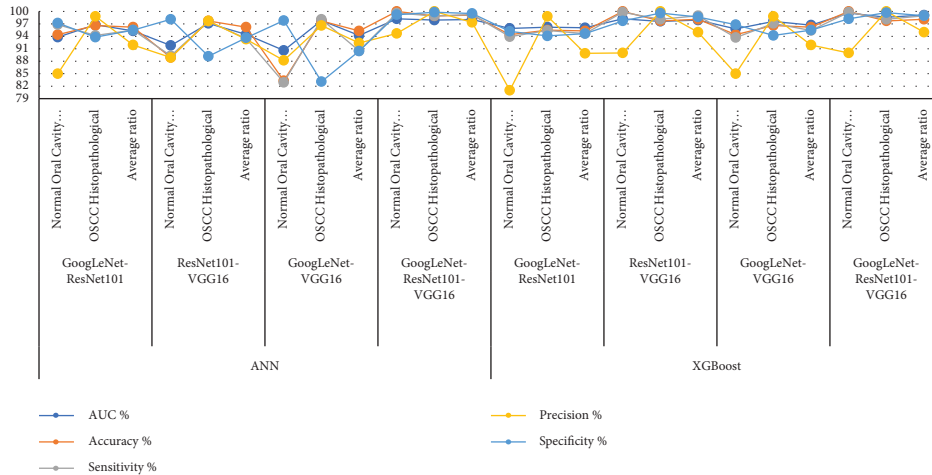 100
97
94
91
88
85
82
79
Normal Oral Cavity...
OSCC Histopathological
Average ratio
Normal Oral Cavity...
OSCC Histopathological
Average ratio
Normal Oral Cavity...
OSCC Histopathological
Average ratio
Normal Oral Cavity...
OSCC Histopathological
Average ratio
Normal Oral Cavity...
OSCC Histopathological
Average ratio
Normal Oral Cavity...
OSCC Histopathological
Average ratio
Normal Oral Cavity...
OSCC Histopathological
Average ratio
Normal Oral Cavity...
OSCC Histopathological
Average ratio
GoogLeNet-
ResNet101
ResNet101-
VGG16
GoogLeNet-
VGG16
GoogLeNet-
ResNet101-
VGG16
GoogLeNet-
ResNet101
ResNet101-
VGG16
GoogLeNet-
VGG16
GoogLeNet-
ResNet101-
VGG16
ANN
XGBoost
AUC %
Accuracy %
Sensitivity %
Precision %
Specificity %